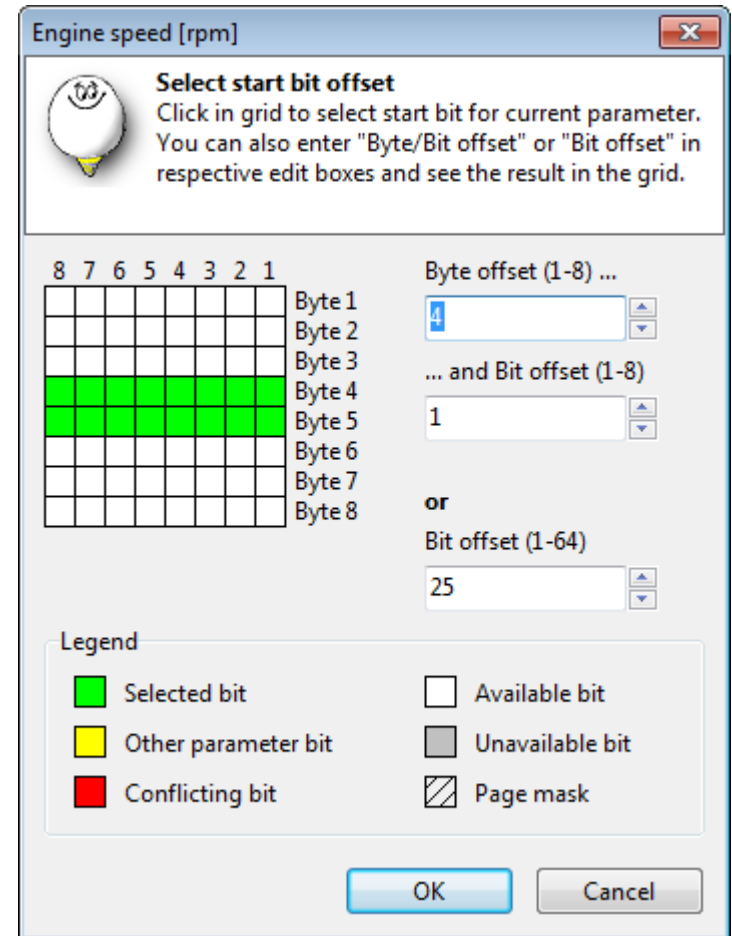 Engine speed [rpm]
Select start bit offset
Click in grid to select start bit for current parameter.
You can also enter "Byte/Bit offset" or "Bit offset" in
respective edit boxes and see the result in the grid.
8 7 6 5 4 3 2 1
Byte 1
Byte 2
Byte 3
Byte 4
Byte 5
Byte 6
Byte 7
Byte 8
Byte offset (1-8) ...
4
... and Bit offset (1-8)
1
or
Bit offset (1-64)
25
Legend
Selected bit
Other parameter bit
Conflicting bit
Available bit
Unavailable bit
Page mask
OK
Cancel